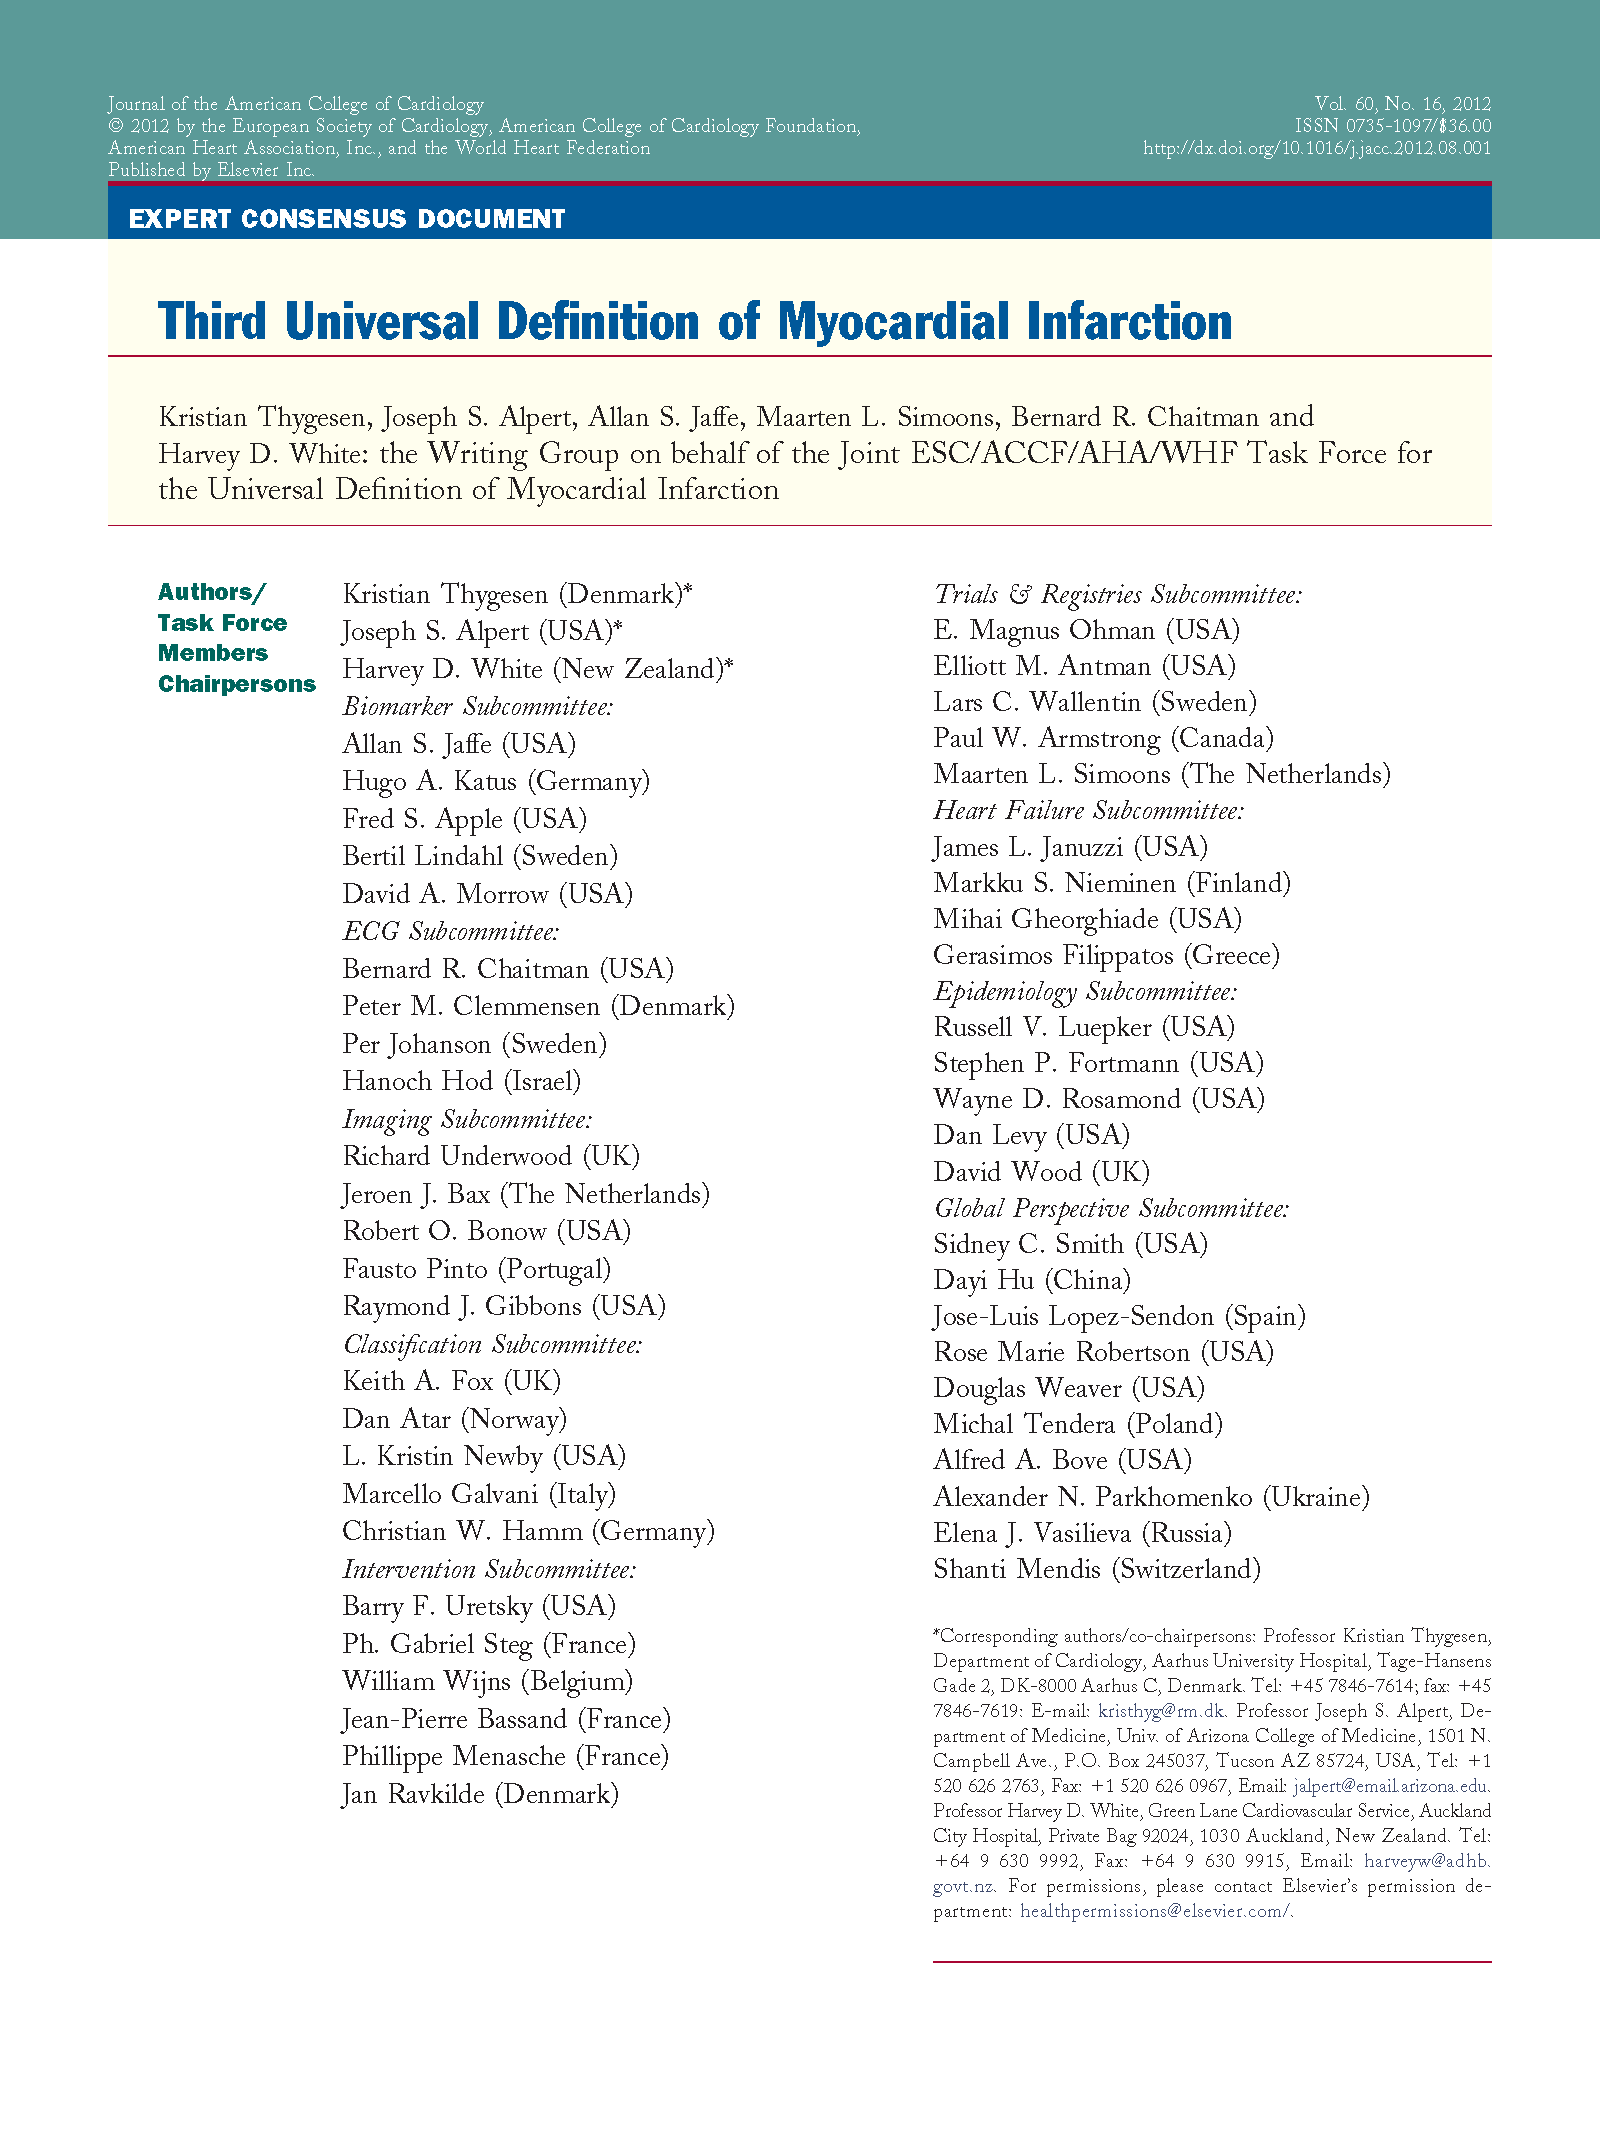 Journal of the American College of Cardiology
© 2012 by the European Society of Cardiology, American College of Cardiology Foundation,
American Heart Association, Inc., and the World Heart Federation
Published by Elsevier Inc.
Vol. 60, No. 16, 2012
ISSN 0735-1097/$36.00
http://dx.doi.org/10.1016/j.jacc.2012.08.001
EXPERT CONSENSUS DOCUMENT
Third Universal Definition of Myocardial Infarction
Kristian Thygesen, Joseph S. Alpert, Allan S. Jaffe, Maarten L. Simoons, Bernard R. Chaitman and
Harvey D. White: the Writing Group on behalf of the Joint ESC/ACCF/AHA/WHF Task Force for
the Universal Definition of Myocardial Infarction
Authors/
Task Force
Members
Chairpersons
Kristian Thygesen (Denmark)*
Joseph S. Alpert (USA)*
Harvey D. White (New Zealand)*
Biomarker Subcommittee:
Allan S. Jaffe (USA)
Hugo A. Katus (Germany)
Fred S. Apple (USA)
Bertil Lindahl (Sweden)
David A. Morrow (USA)
ECG Subcommittee:
Bernard R. Chaitman (USA)
Peter M. Clemmensen (Denmark)
Per Johanson (Sweden)
Hanoch Hod (Israel)
Imaging Subcommittee:
Richard Underwood (UK)
Jeroen J. Bax (The Netherlands)
Robert O. Bonow (USA)
Fausto Pinto (Portugal)
Raymond J. Gibbons (USA)
Classification Subcommittee:
Keith A. Fox (UK)
Dan Atar (Norway)
L. Kristin Newby (USA)
Marcello Galvani (Italy)
Christian W. Hamm (Germany)
Intervention Subcommittee:
Barry F. Uretsky (USA)
Ph. Gabriel Steg (France)
William Wijns (Belgium)
Jean-Pierre Bassand (France)
Phillippe Menasche (France)
Jan Ravkilde (Denmark)
Trials & Registries Subcommittee:
E. Magnus Ohman (USA)
Elliott M. Antman (USA)
Lars C. Wallentin (Sweden)
Paul W. Armstrong (Canada)
Maarten L. Simoons (The Netherlands)
Heart Failure Subcommittee:
James L. Januzzi (USA)
Markku S. Nieminen (Finland)
Mihai Gheorghiade (USA)
Gerasimos Filippatos (Greece)
Epidemiology Subcommittee:
Russell V. Luepker (USA)
Stephen P. Fortmann (USA)
Wayne D. Rosamond (USA)
Dan Levy (USA)
David Wood (UK)
Global Perspective Subcommittee:
Sidney C. Smith (USA)
Dayi Hu (China)
Jose-Luis Lopez-Sendon (Spain)
Rose Marie Robertson (USA)
Douglas Weaver (USA)
Michal Tendera (Poland)
Alfred A. Bove (USA)
Alexander N. Parkhomenko (Ukraine)
Elena J. Vasilieva (Russia)
Shanti Mendis (Switzerland)
*Corresponding authors/co-chairpersons: Professor Kristian Thygesen,
Department of Cardiology, Aarhus University Hospital, Tage-Hansens
Gade 2, DK-8000 Aarhus C, Denmark. Tel: +45 7846-7614; fax: +45
7846-7619: E-mail: kristhyg@rm.dk. Professor Joseph S. Alpert, De-
partment of Medicine, Univ. of Arizona College of Medicine, 1501 N.
Campbell Ave., P.O. Box 245037, Tucson AZ 85724, USA, Tel: +1
520 626 2763, Fax: +1 520 626 0967, Email: jalpert@email.arizona.edu.
Professor Harvey D. White, Green Lane Cardiovascular Service, Auckland
City Hospital, Private Bag 92024, 1030 Auckland, New Zealand. Tel:
+64 9 630 9992, Fax: +64 9 630 9915, Email: harveyw@adhb.
govt.nz. For permissions, please contact Elsevier's permission de-
partment: healthpermissions@elsevier.com/.